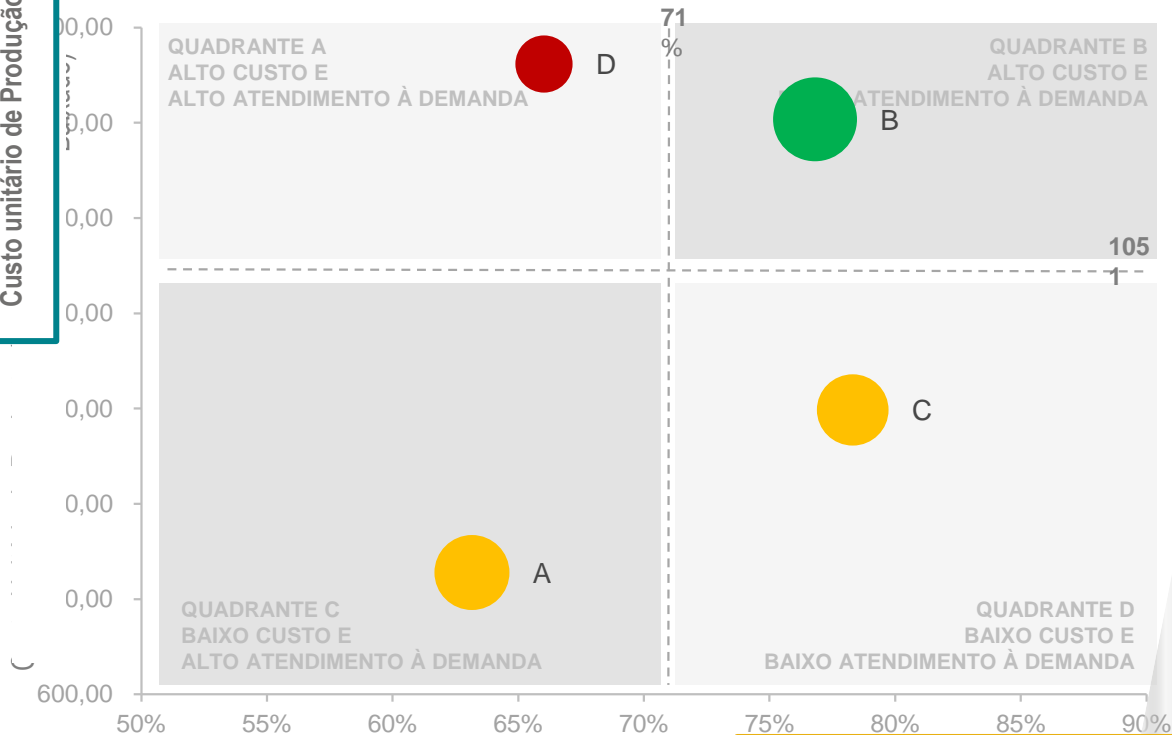 Custo unitário de Produção
71
%
QUADRANTE A
ALTO CUSTO E
ALTO ATENDIMENTO À DEMANDA
D
QUADRANTE B
ALTO CUSTO E
ATENDIMENTO À DEMANDA
B
00,00
0,00
0,00
105
1
0,00
0,00
C
0,00
A
0,00
QUADRANTE C
BAIXO CUSTO E
ALTO ATENDIMENTO À DEMANDA
QUADRANTE D
BAIXO CUSTO E
BAIXO ATENDIMENTO À DEMANDA
600,00
50%
55%
60%
65%
70%
75%
80%
85%
90%